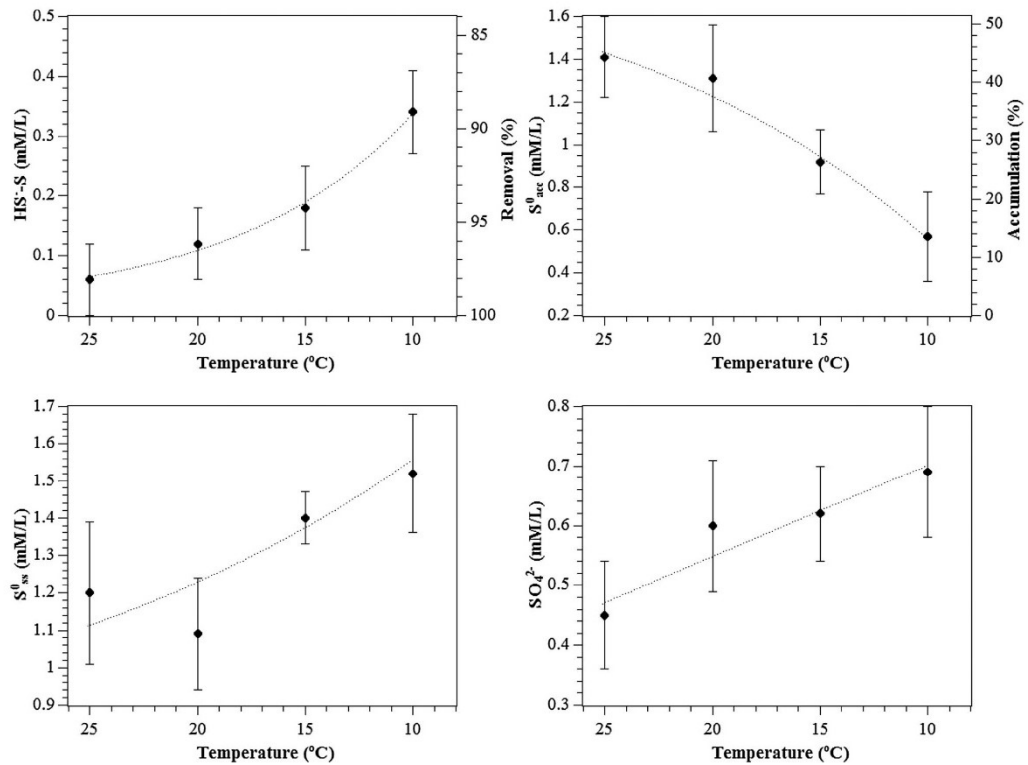 0.5
0.4
0.3
0.2
0.1
0
HS⁻-S (mM/L)
85
90
95
100
Removal (%)
25 20 15 10
Temperature (ºC)
1.6
1.4
1.2
1
0.8
0.6
0.4
0.2
S⁰acc (mM/L)
50
40
30
20
10
0
Accumulation (%)
25 20 15 10
Temperature (ºC)
1.7
1.6
1.5
1.4
1.3
1.2
1.1
1
0.9
S⁰ss (mM/L)
25 20 15 10
Temperature (ºC)
0.8
0.7
0.6
0.5
0.4
0.3
SO₄²⁻ (mM/L)
25 20 15 10
Temperature (ºC)